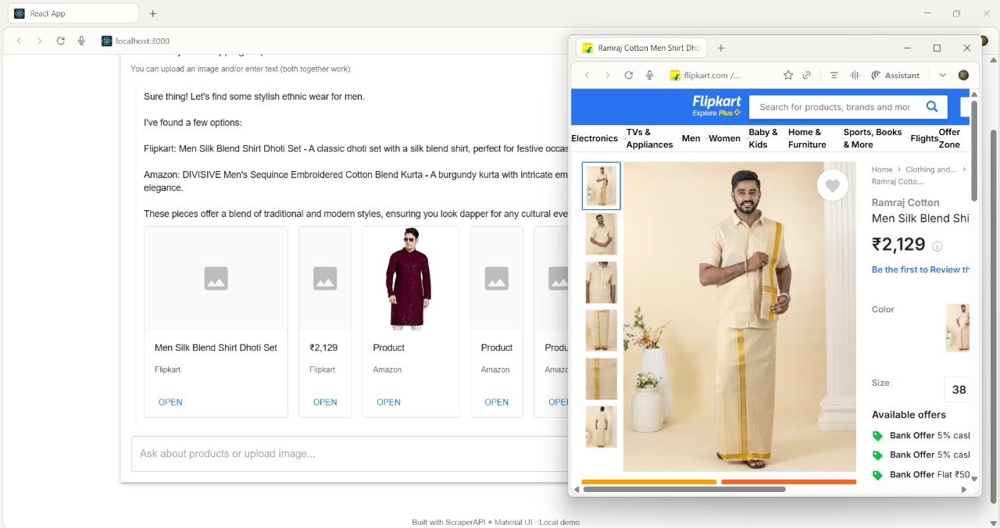 React App
localhost:3000
You can upload an image and/or enter text (both together work).
Sure thing! Let's find some stylish ethnic wear for men.
I've found a few options:
Flipkart: Men Silk Blend Shirt Dhoti Set - A classic dhoti set with a silk blend shirt, perfect for festive occas
Amazon: DIVISIVE Men's Sequince Embroidered Cotton Blend Kurta - A burgundy kurta with intricate em
elegance.
These pieces offer a blend of traditional and modern styles, ensuring you look dapper for any cultural eve
Men Silk Blend Shirt Dhoti Set
Flipkart
OPEN
₹2,129
Flipkart
OPEN
Product
Amazon
OPEN
Product
Amazon
OPEN
Produ
Amazo
OPE
Ask about products or upload image...
Built with ScraperAPI + Material UI · Local demo
Ramraj Cotton Men Shirt Dho
flipkart.com /...
Assistant
Flipkart
Explore Plus
Search for products, brands and mor
Electronics
TVs &
Appliances
Men
Women
Baby &
Kids
Home &
Furniture
Sports, Books
& More
Flights
Offer
Zone
Home > Clothing and... >
Ramraj Cotto...
Ramraj Cotton
Men Silk Blend Shi
₹2,129
Be the first to Review th
Color
Size
38
Available offers
Bank Offer 5% cas
Bank Offer 5% cas
Bank Offer Flat ₹50